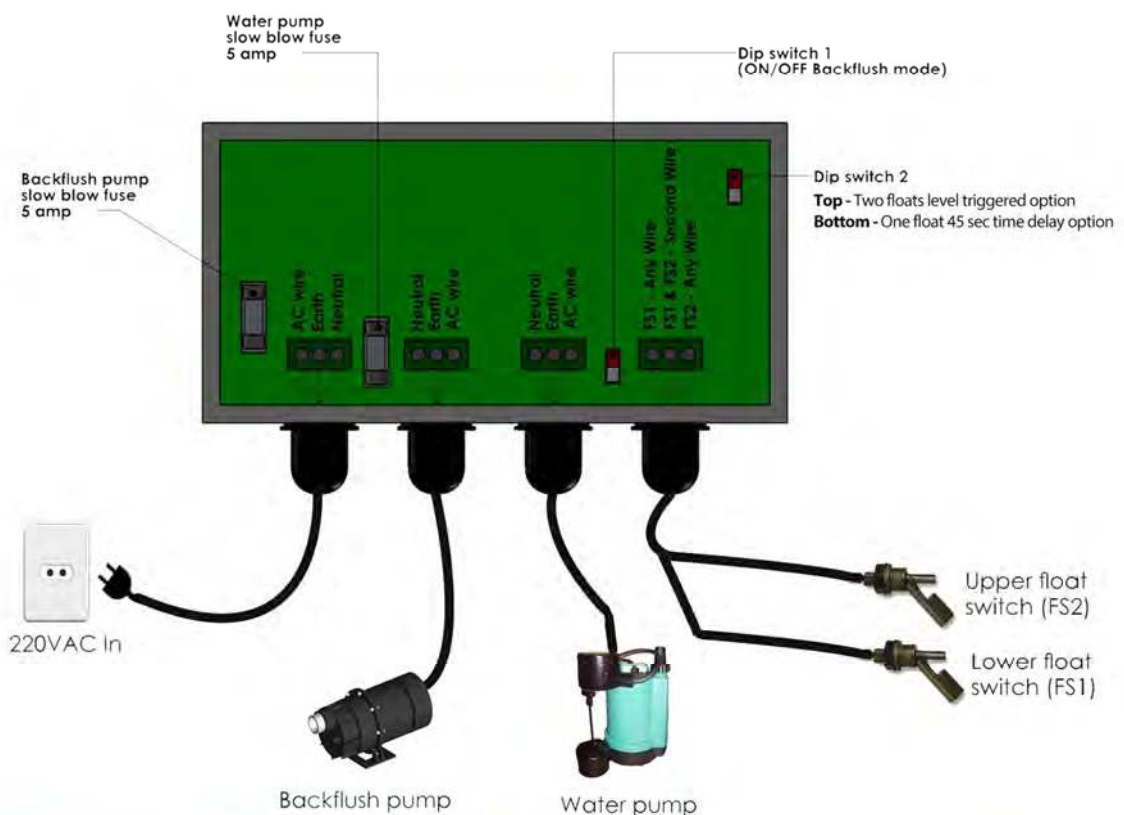 Water pump
slow blow fuse
5 amp
Dip switch 1
(ON/OFF Backflush mode)
Backflush pump
slow blow fuse
5 amp
Dip switch 2
Top - Two floats level triggered option
Bottom - One float 45 sec time delay option
AC wire
Earth
Neutral
Neutral
Earth
AC wire
Neutral
Earth
AC wire
FS1 - Any Wire
FS1 & FS2 - Second Wire
FS2 - Any Wire
220VAC In
Backflush pump
Water pump
Upper float
switch (FS2)
Lower float
switch (FS1)